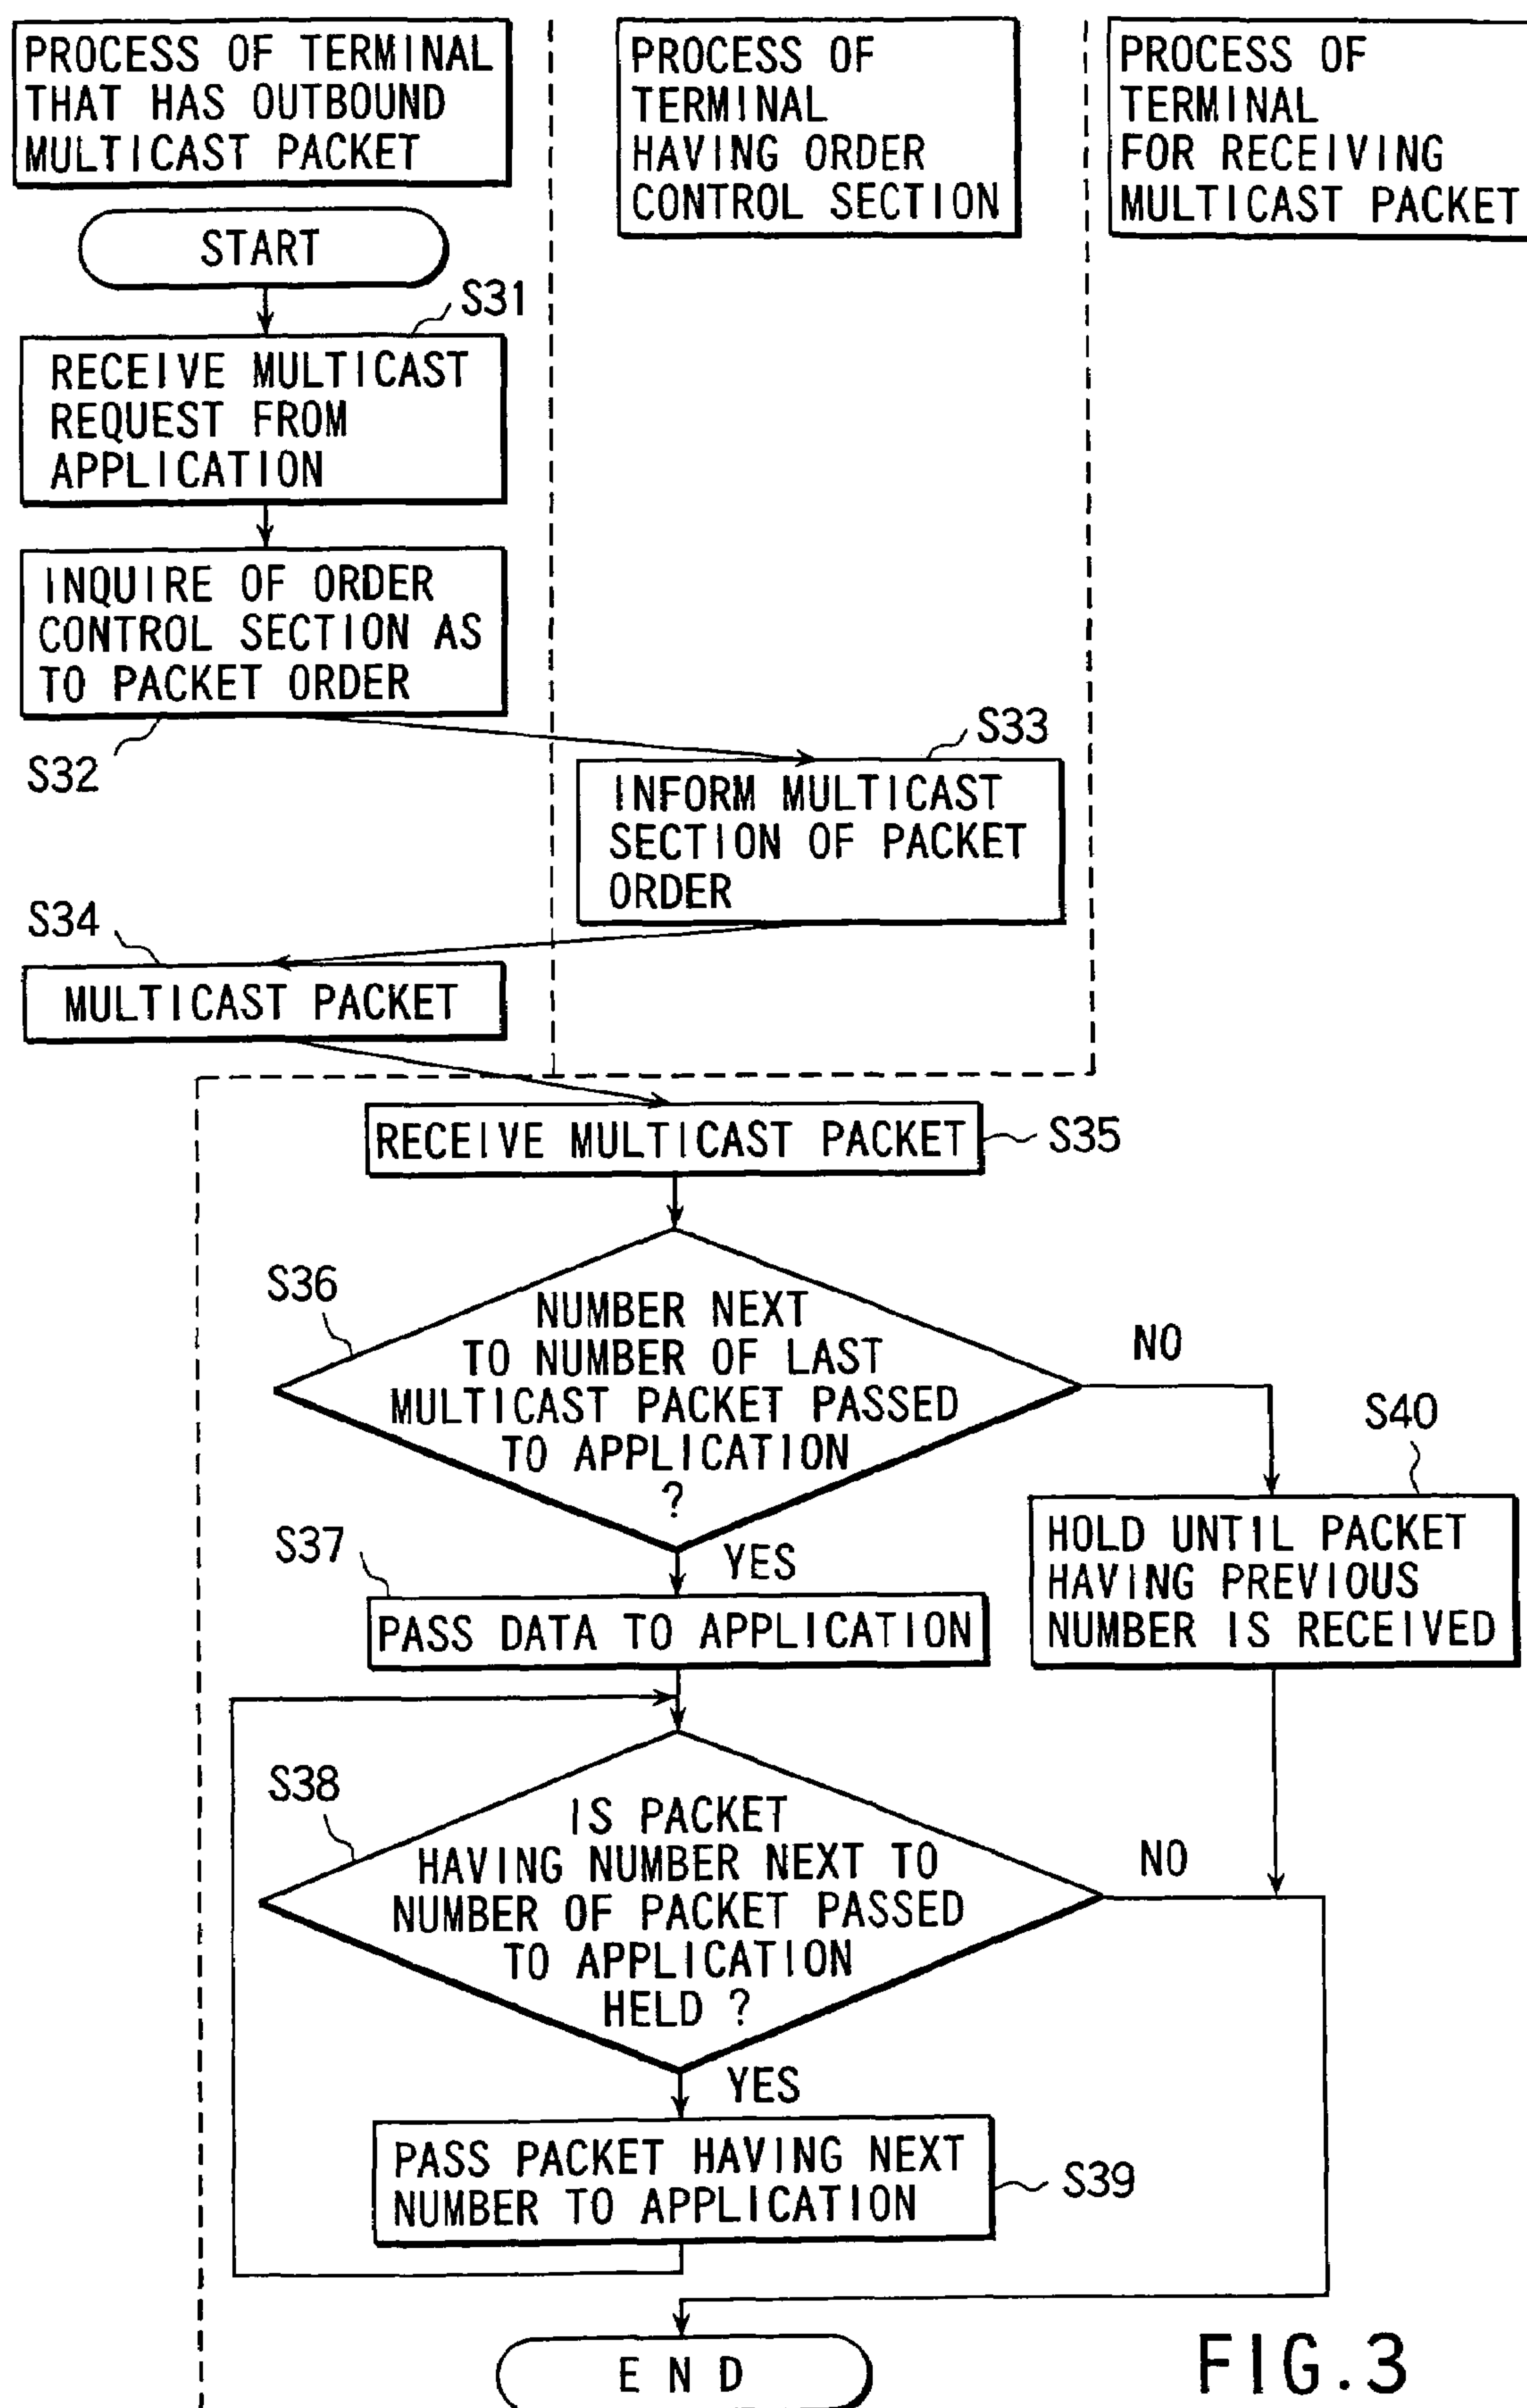 PROCESS OF TERMINAL
THAT HAS OUTBOUND
MULTICAST PACKET
PROCESS OF
TERMINAL
HAVING ORDER
CONTROL SECTION
PROCESS OF
TERMINAL
FOR RECEIVING
MULTICAST PACKET
START
S31
RECEIVE MULTICAST
REQUEST FROM
APPLICATION
INQUIRE OF ORDER
CONTROL SECTION AS
TO PACKET ORDER
S32
S33
INFORM MULTICAST
SECTION OF PACKET
ORDER
S34
MULTICAST PACKET
RECEIVE MULTICAST PACKET
S35
S36
NUMBER NEXT
TO NUMBER OF LAST
MULTICAST PACKET PASSED
TO APPLICATION
?
NO
S40
HOLD UNTIL PACKET
HAVING PREVIOUS
NUMBER IS RECEIVED
YES
S37
PASS DATA TO APPLICATION
S38
IS PACKET
HAVING NUMBER NEXT TO
NUMBER OF PACKET PASSED
TO APPLICATION
HELD ?
NO
YES
PASS PACKET HAVING NEXT
NUMBER TO APPLICATION
S39
END
FIG.3